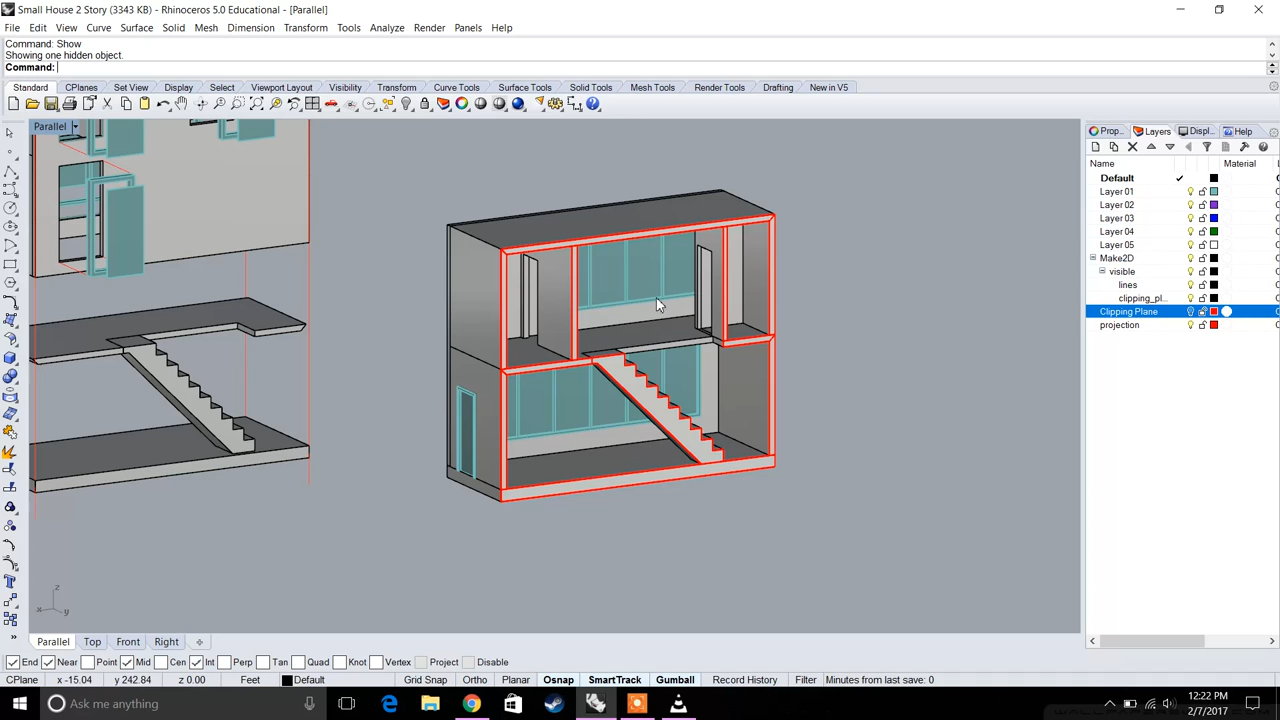 Small House 2 Story (3343 KB) - Rhinoceros 5.0 Educational - [Parallel]
File Edit View Curve Surface Solid Mesh Dimension Transform Tools Analyze Render Panels Help
Command: Show
Showing one hidden object.
Command:
Standard CPlanes Set View Display Select Viewport Layout Visibility Transform Curve Tools Surface Tools Solid Tools Mesh Tools Render Tools Drafting New in V5
Parallel
Prop... Layers Displ... Help
Name Material
Default
Layer 01
Layer 02
Layer 03
Layer 04
Layer 05
Make2D
visible
lines
clipping_pl...
Clipping Plane
projection
z
x y
Parallel Top Front Right
End Near Point Mid Cen Int Perp Tan Quad Knot Vertex Project Disable
CPlane x -15.04 y 242.84 z 0.00 Feet Default Grid Snap Ortho Planar Osnap SmartTrack Gumball Record History Filter Minutes from last save: 0
Ask me anything
12:22 PM
2/7/2017